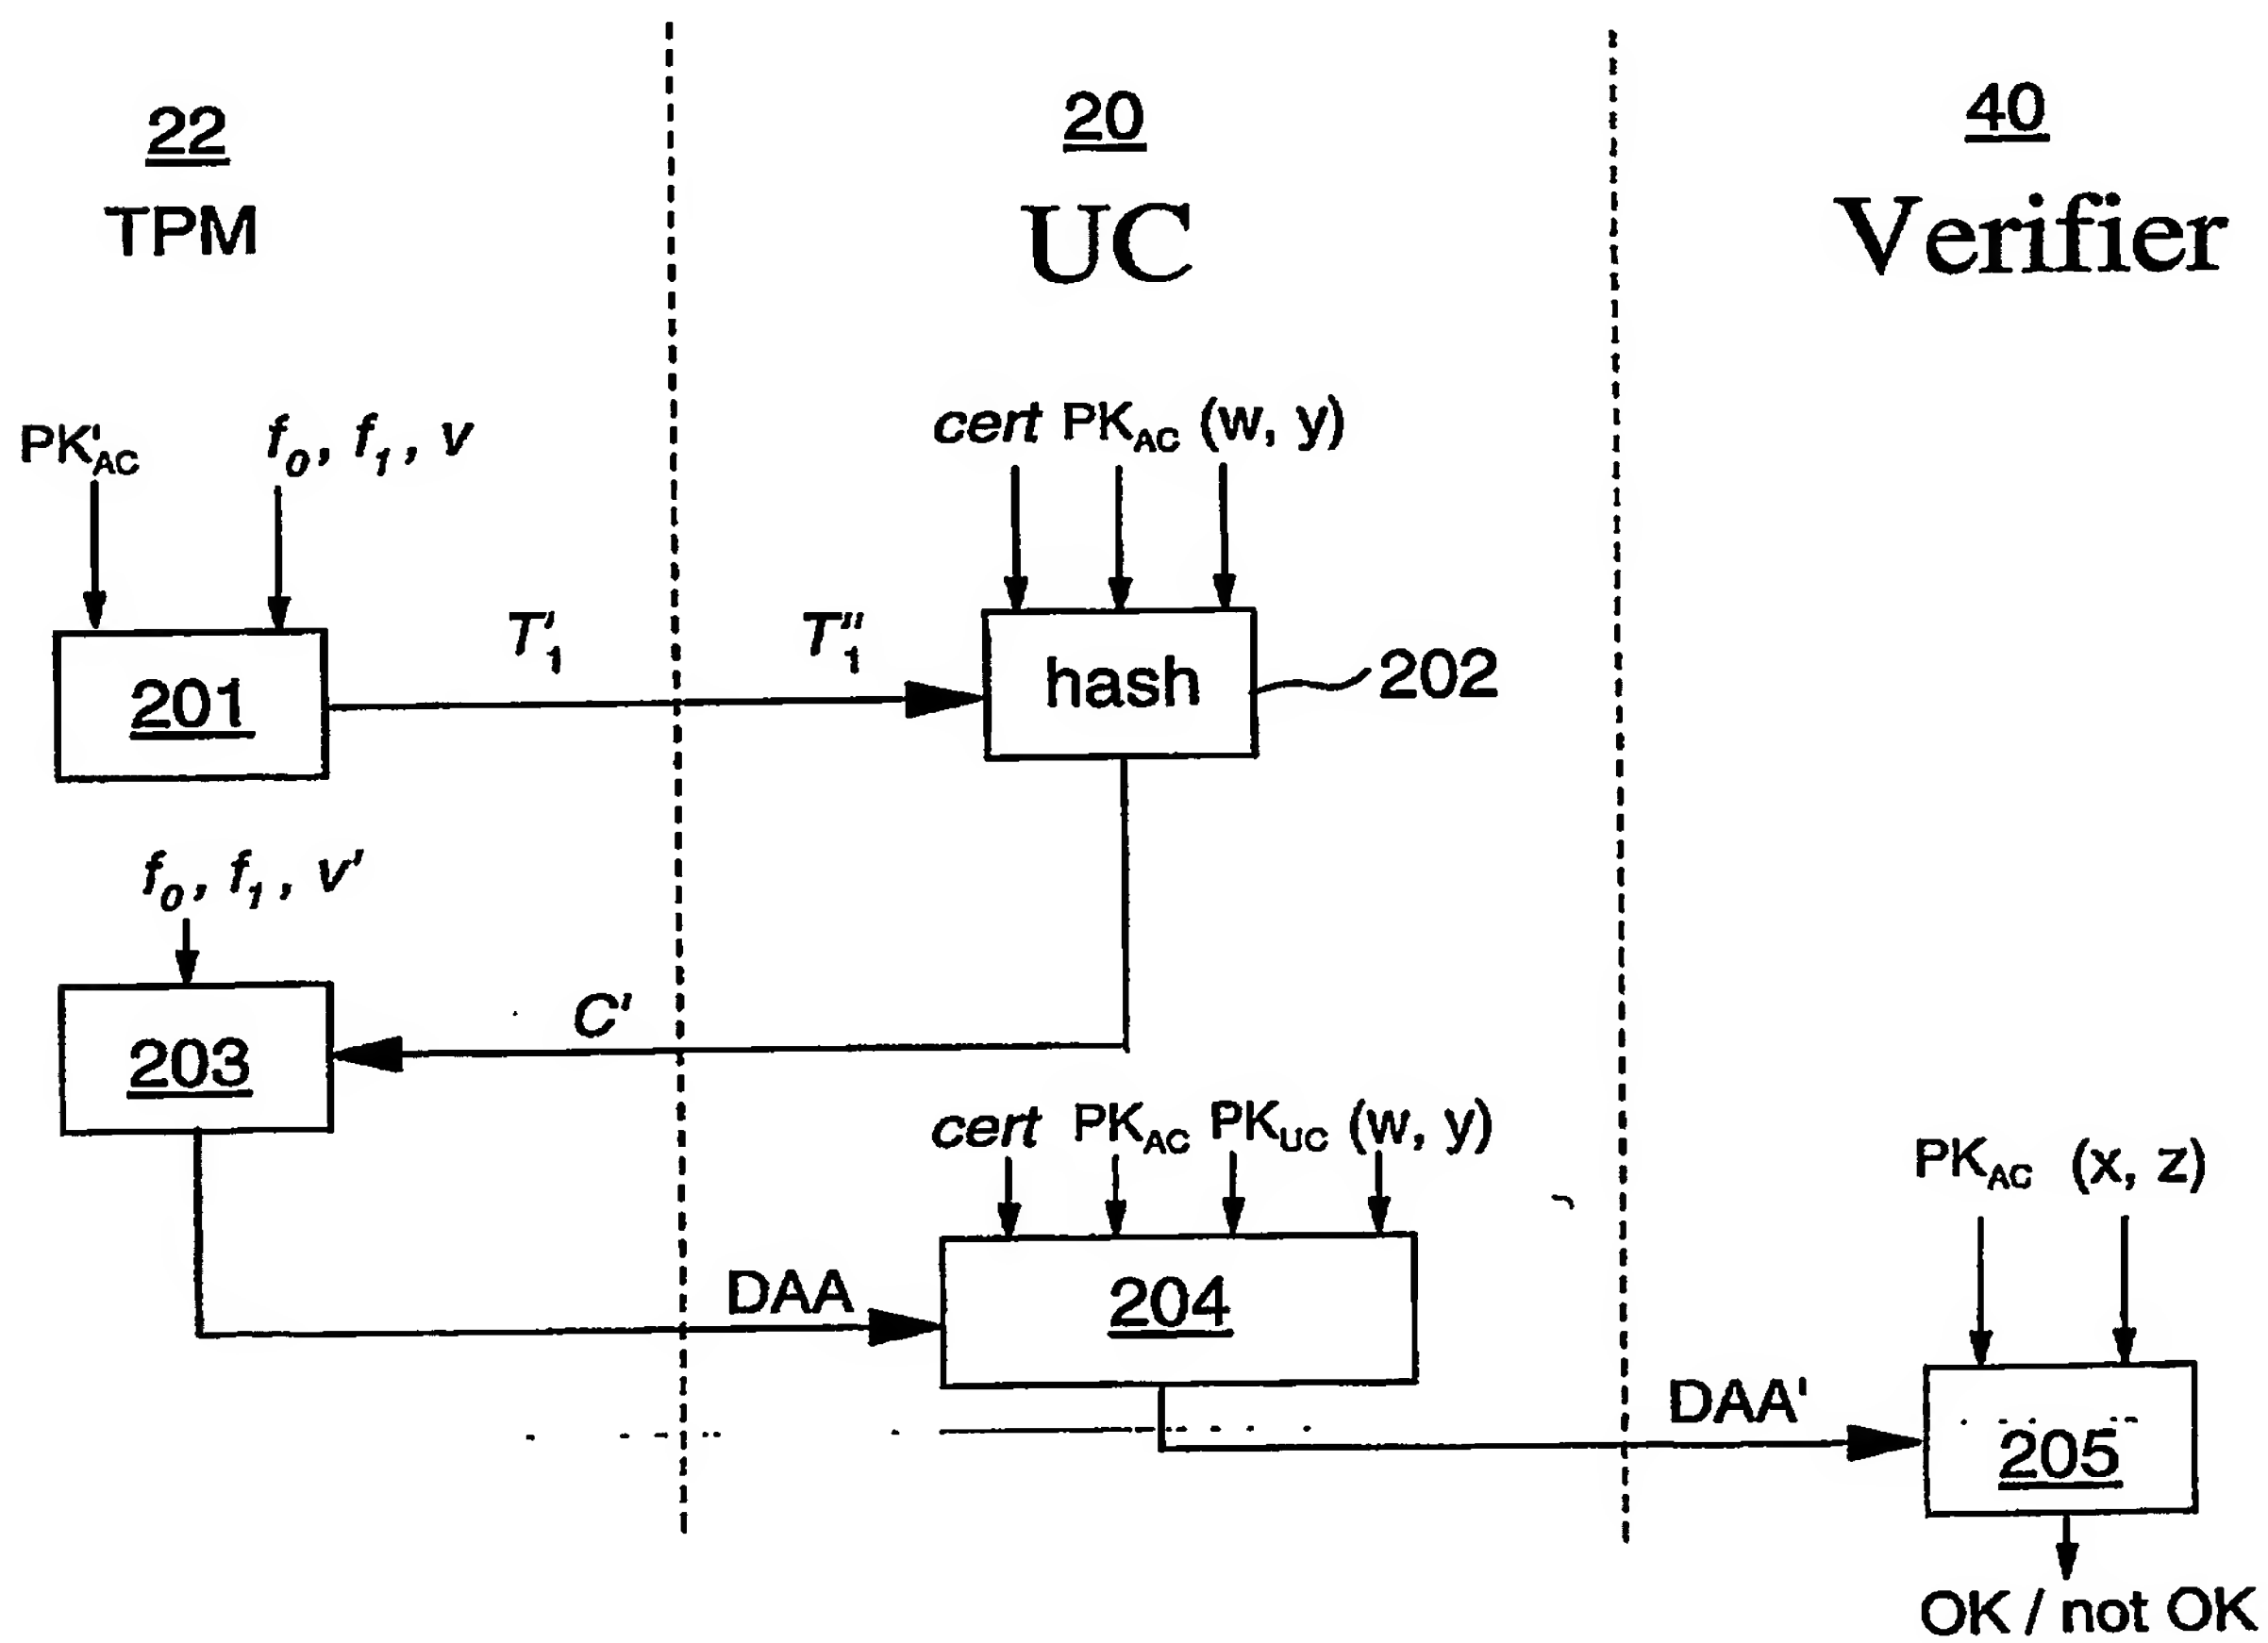 22
TPM
20
UC
40
Verifier
PK'AC
f0, f1, v
cert PKAC (w, y)
201
T'1
T''1
hash
202
f0, f1, v'
203
C'
cert PKAC PKUC (w, y)
204
DAA
PKAC (x, z)
DAA'
205
OK / not OK